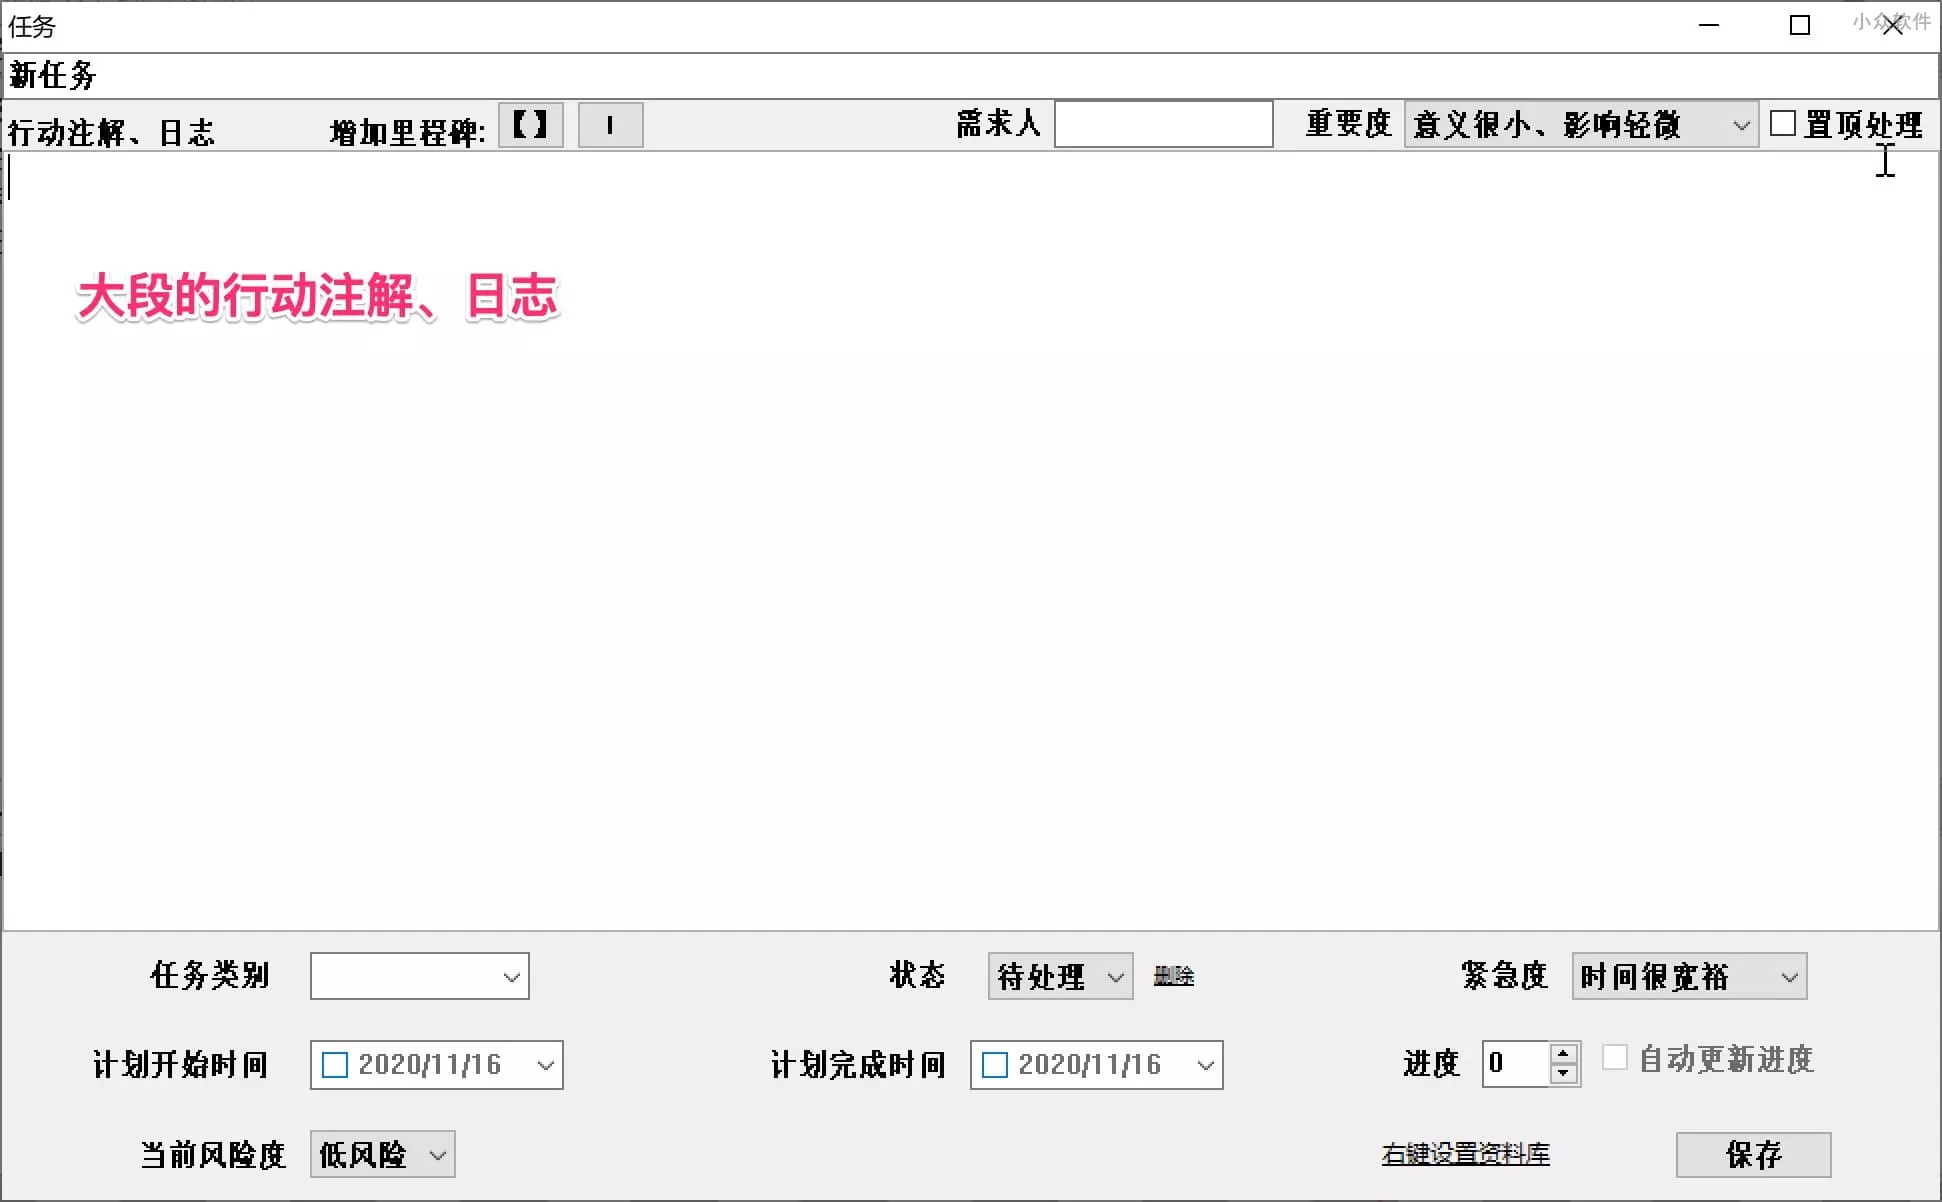 任务
小众软件
新任务
行动注解、日志 增加里程碑: 【】 | 需求人 重要度 意义很小、影响轻微 置顶处理
大段的行动注解、日志
任务类别 状态 待处理 删除 紧急度 时间很宽裕
计划开始时间 2020/11/16 计划完成时间 2020/11/16 进度 0 自动更新进度
当前风险度 低风险 右键设置资料库 保存